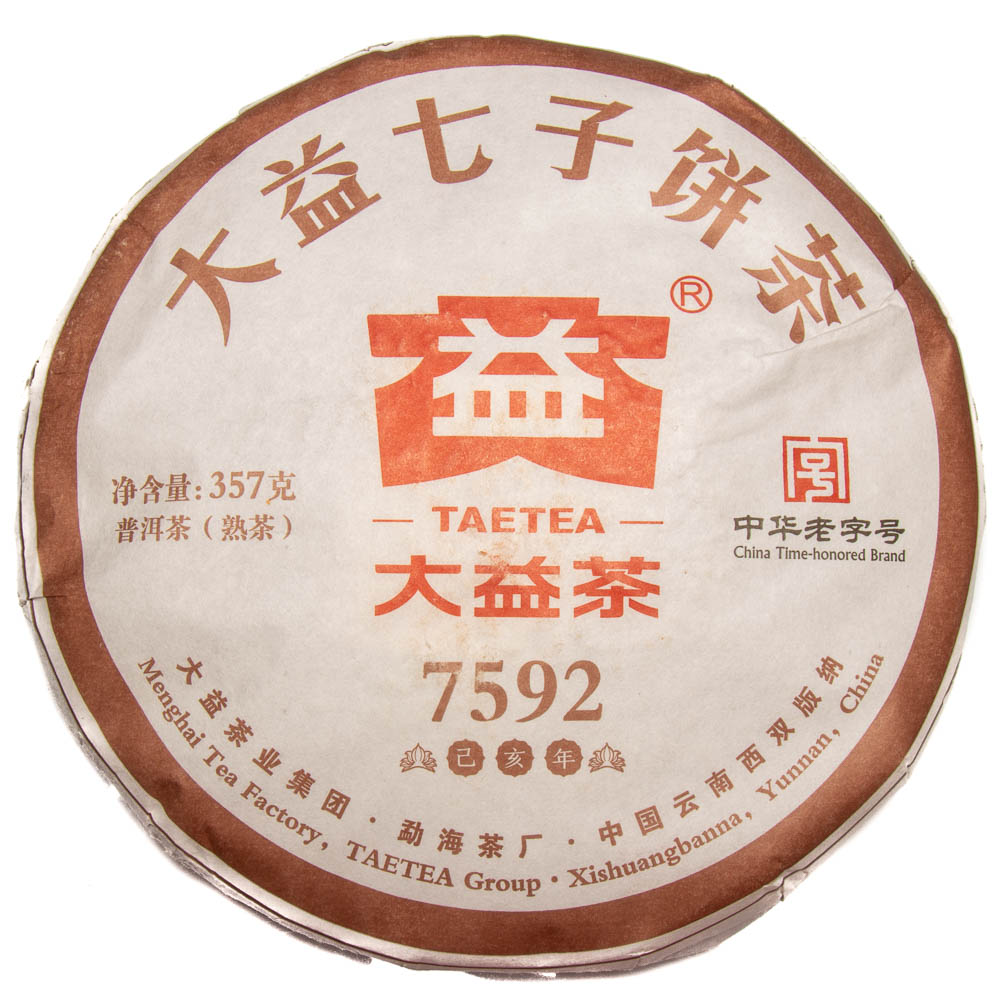 大益七子饼茶
益
®
净含量: 357克
普洱茶（熟茶）
TAETEA
大益茶
号
中华老字号
China Time-honored Brand
7592
己亥年
大益茶业集团·勐海茶厂·中国云南西双版纳
Menghai Tea Factory, TAETEA Group · Xishuangbanna, Yunnan, China